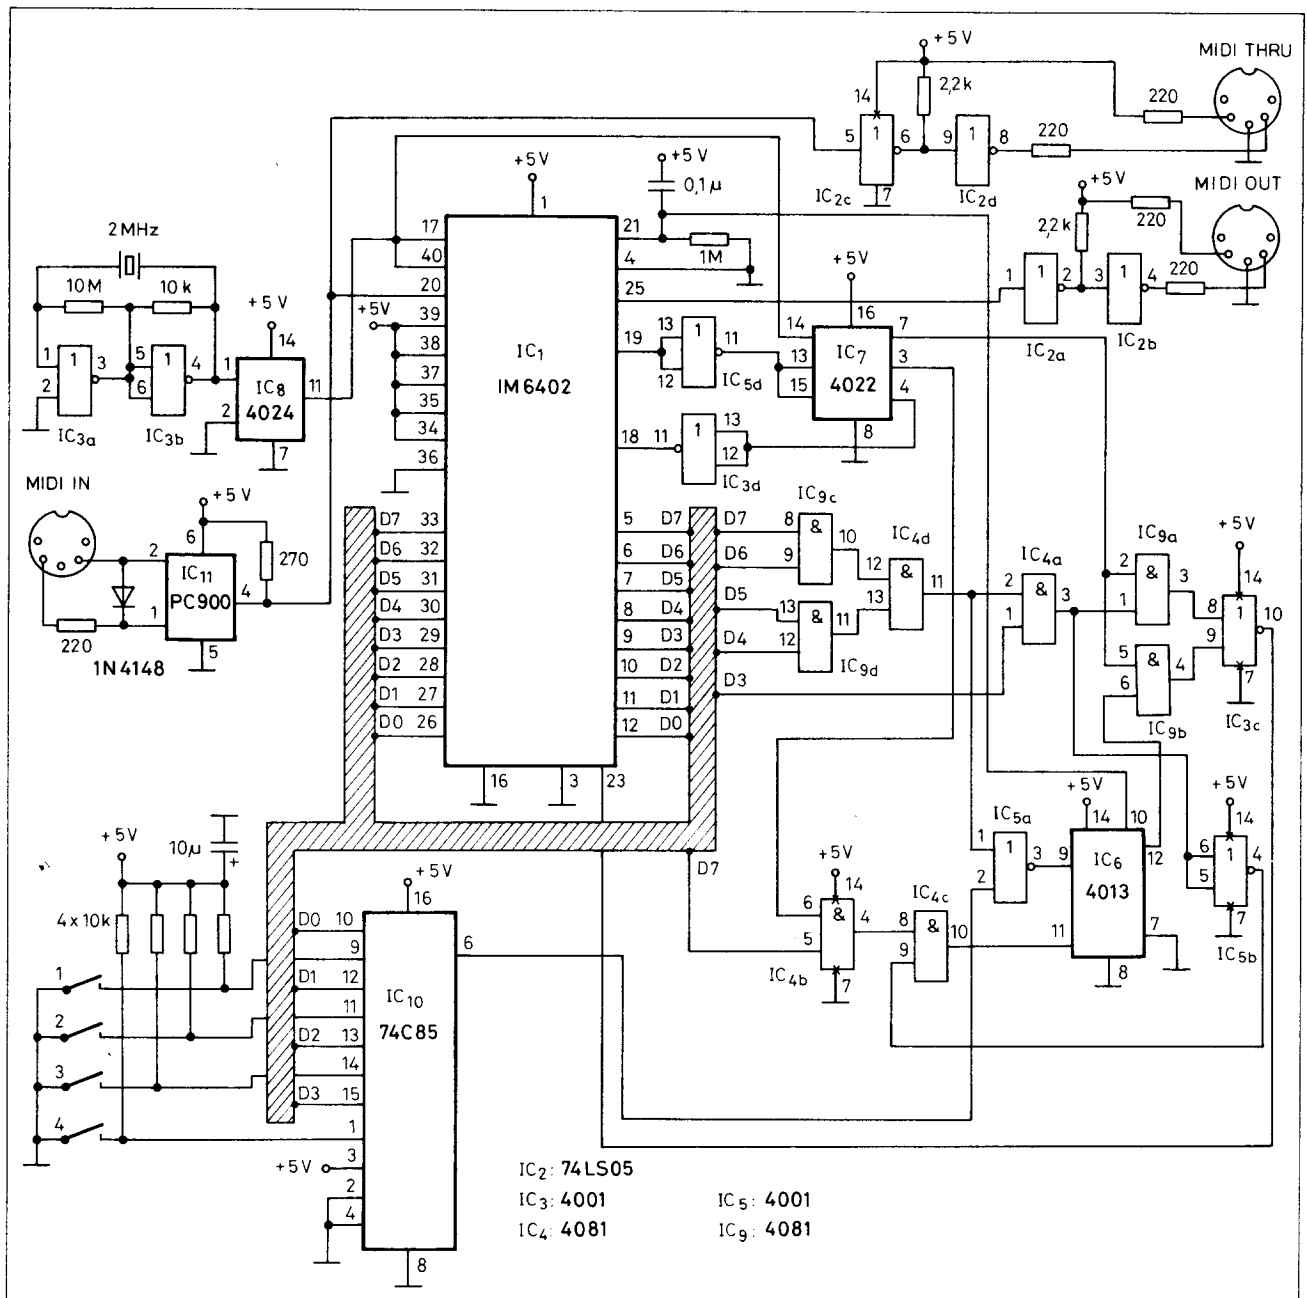 +5V
MIDI THRU
14
2,2k
220
5
1
6
9
1
8
220
7
IC2c
IC2d
+5V
MIDI OUT
2,2k
220
1
1
2
3
1
4
220
IC2a
IC2b
+5V
0,1µ
1M
+5V
1
17
40
20
39
38
37
35
34
36
+5V
IC1
IM6402
21
4
25
19
18
2MHz
10M
10k
1
2
1
3
5
6
1
4
IC3a
IC3b
+5V
14
1
2
IC8
4024
11
7
13
12
1
11
IC5d
+5V
16
14
13
15
IC7
4022
7
3
4
8
11
1
13
12
IC3d
MIDI IN
+5V
6
2
1
IC11
PC900
4
5
270
220
1N4148
D7 33
D6 32
D5 31
D4 30
D3 29
D2 28
D1 27
D0 26
5 D7
6 D6
7 D5
8 D4
9 D3
10 D2
11 D1
12 D0
16
3
23
D7
D6
D5
D4
D3
IC9c
8
9
&
10
13
12
&
11
IC9d
IC4d
12
13
&
11
IC4a
2
1
&
3
IC9a
2
1
&
3
5
6
&
4
IC9b
+5V
14
8
9
1
10
7
IC3c
D7
+5V
14
6
5
&
4
7
IC4b
IC4c
8
9
&
10
IC5a
1
2
1
3
+5V
14
10
9
12
IC6
4013
11
7
8
+5V
14
6
5
1
4
7
IC5b
+5V
10µ
+
4x10k
1
2
3
4
+5V
16
D0 10
9
D1 12
11
D2 13
14
D3 15
1
+5V 3
2
4
IC10
74C85
6
8
IC2: 74LS05
IC3: 4001
IC5: 4001
IC4: 4081
IC9: 4081